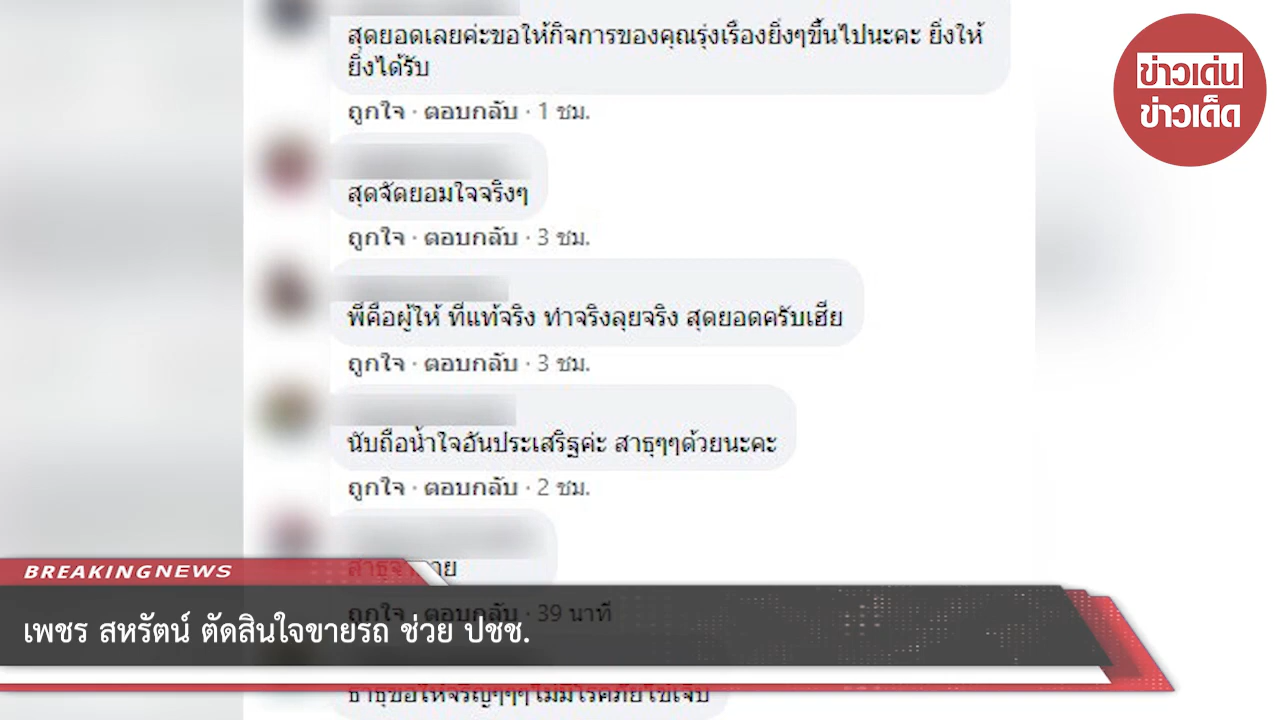 สุดยอดเลยค่ะขอให้กิจการของคุณรุ่งเรืองยิ่งๆขึ้นไปนะคะ ยิ่งให้
ยิ่งได้รับ
ถูกใจ · ตอบกลับ · 1 ชม.
สุดจัดยอมใจจริงๆ
ถูกใจ · ตอบกลับ · 3 ชม.
พี่คือผู้ให้ ที่แท้จริง ทำจริงลุยจริง สุดยอดครับเฮีย
ถูกใจ · ตอบกลับ · 3 ชม.
นับถือน้ำใจอันประเสริฐค่ะ สาธุๆๆด้วยนะคะ
ถูกใจ · ตอบกลับ · 2 ชม.
ถูกใจ · ตอบกลับ · 39 นาที
BREAKINGNEWS
เพชร สหรัตน์ ตัดสินใจขายรถ ช่วย ปชช.
ข่าวเด่น
ข่าวเด็ด